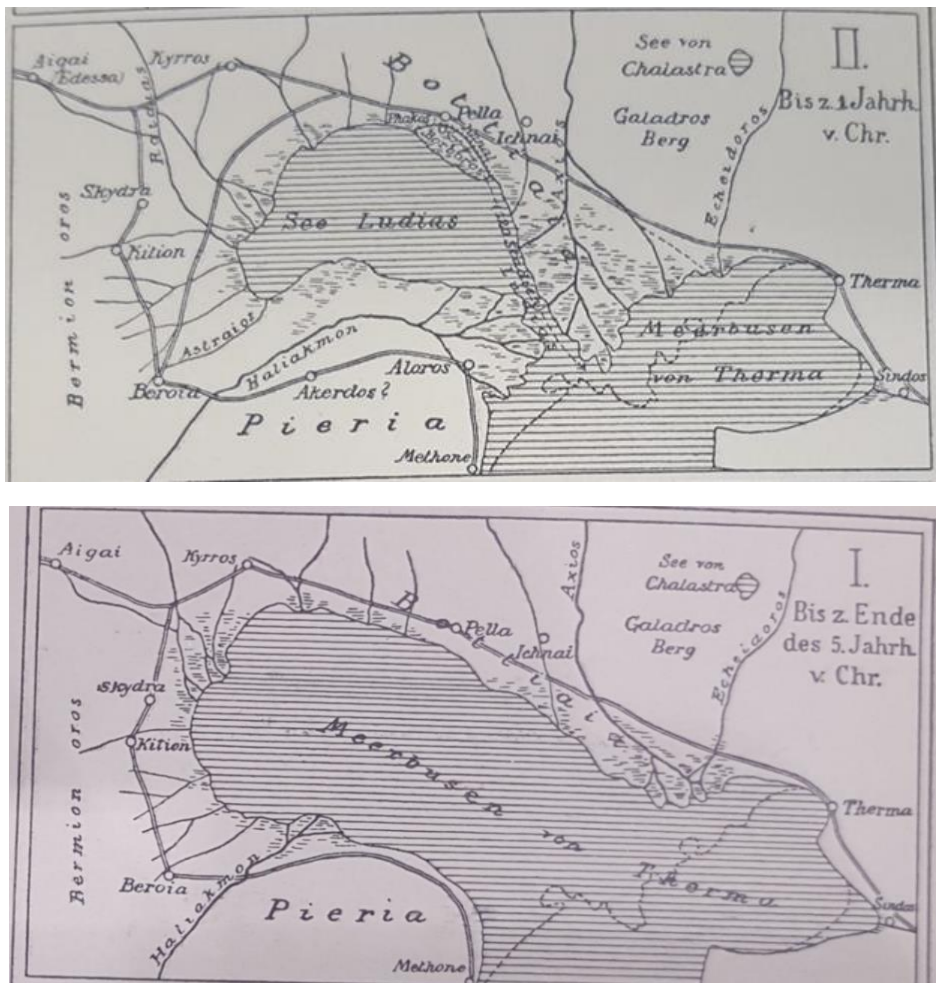 Aigai
(Edessa)
Kyrros
Pella
Ichnai
See von
Chalastra
Galadros
Berg
Echeidoros
II.
Bis z. 1 Jahrh.
v. Chr.
Axios
Skydra
Kition
See Ludias
Bermion oros
Astraios
Haliakmon
Beroia
Akerdos?
Aloros
Pieria
Methone
Meerbusen
von Therma
Therma
Sindos
Aigai
Kyrros
Pella
Ichnai
Axios
See von
Chalastra
Galadros
Berg
Echeidoros
I.
Bis z. Ende
des 5. Jahrh.
v. Chr.
Skydra
Kition
Bermion oros
Meerbusen
von
Therma
Beroia
Haliakmon
Pieria
Methone
Therma
Sindos